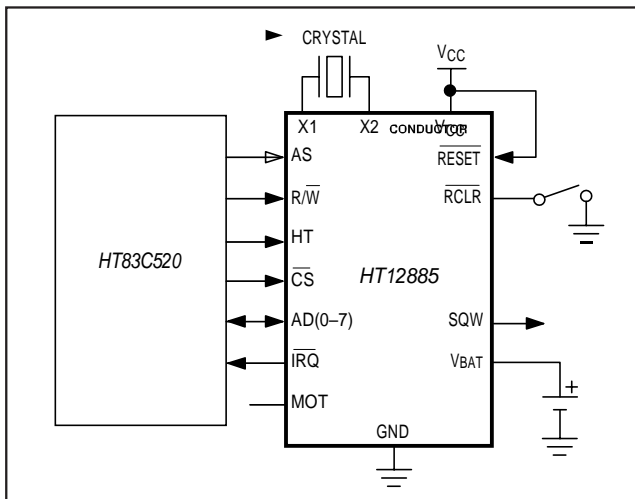 CRYSTAL
VCC
X1 X2 CONDUCTOR VCC
AS
RESET
R/W
RCLR
HT
CS
HT83C520
HT12885
AD(0–7)
SQW
IRQ
VBAT
MOT
+
GND